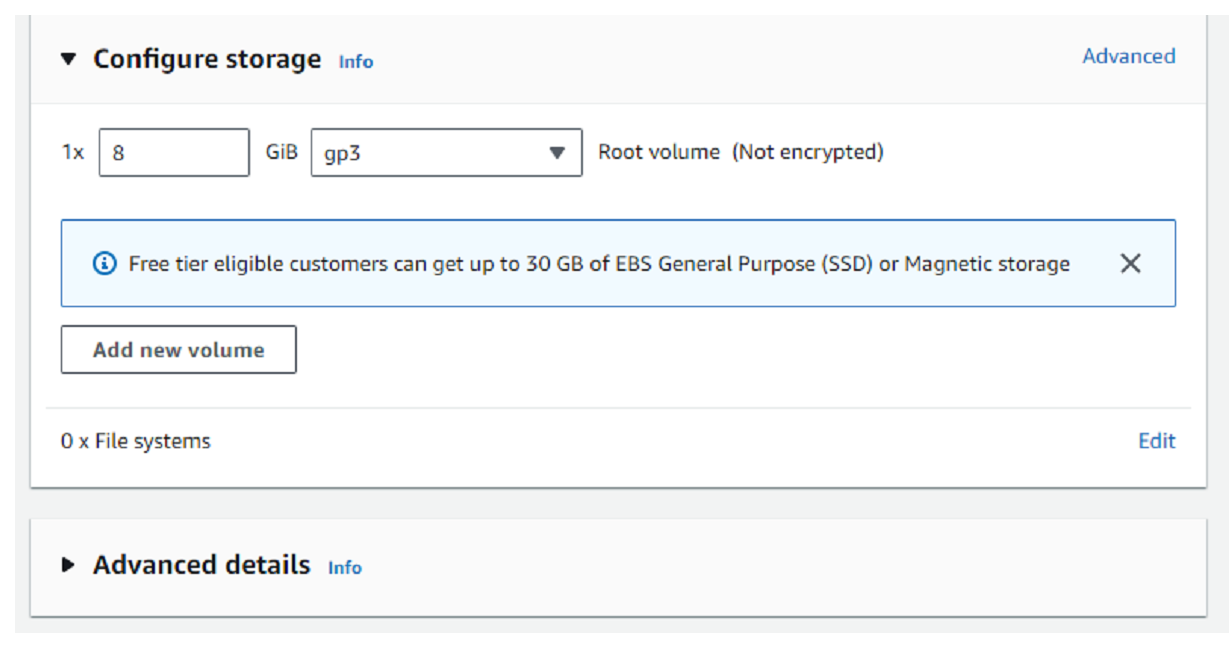 Configure storage Info Advanced
1x 8 GiB gp3 Root volume (Not encrypted)
Free tier eligible customers can get up to 30 GB of EBS General Purpose (SSD) or Magnetic storage
Add new volume
0 x File systems Edit
Advanced details Info